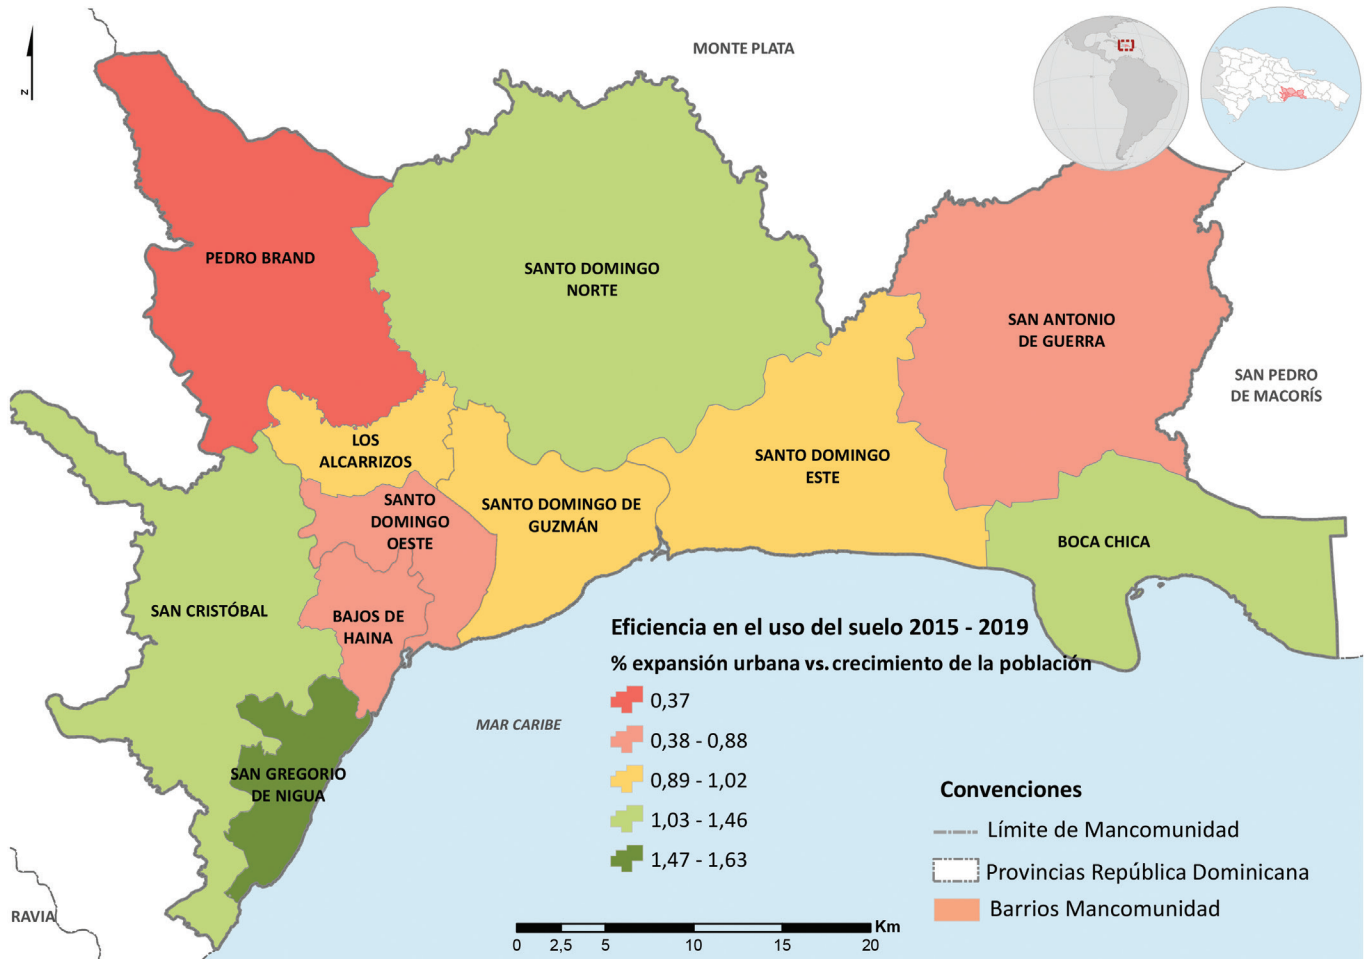 MONTE PLATA
N
PEDRO BRAND
SANTO DOMINGO
NORTE
SAN ANTONIO
DE GUERRA
SAN PEDRO
DE MACORÍS
LOS
ALCARRIZOS
SANTO DOMINGO
ESTE
SANTO
DOMINGO
OESTE
SANTO DOMINGO DE
GUZMÁN
BOCA CHICA
SAN CRISTÓBAL
BAJOS DE
HAINA
SAN GREGORIO
DE NIGUA
MAR CARIBE
RAVIA
Eficiencia en el uso del suelo 2015 - 2019
% expansión urbana vs. crecimiento de la población
0,37
0,38 - 0,88
0,89 - 1,02
1,03 - 1,46
1,47 - 1,63
Convenciones
Límite de Mancomunidad
Provincias República Dominicana
Barrios Mancomunidad
Km
0 2,5 5 10 15 20